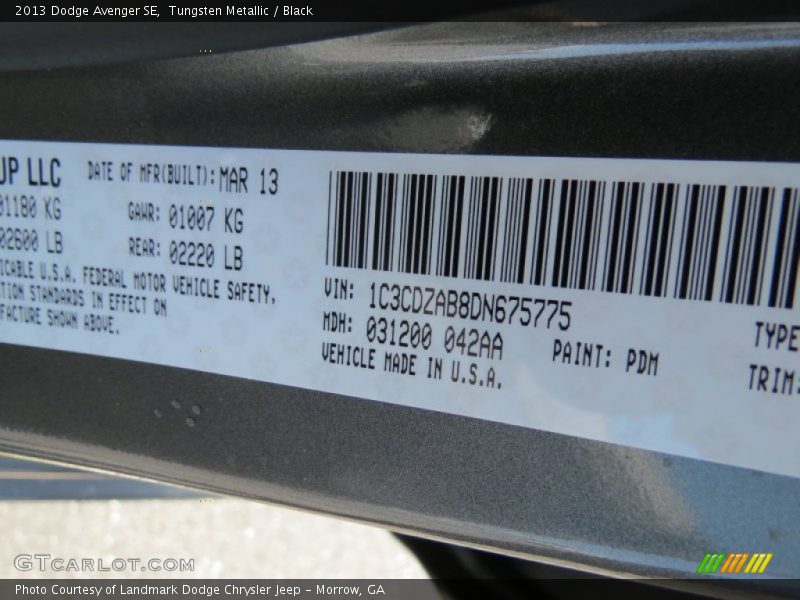 2013 Dodge Avenger SE, Tungsten Metallic / Black
UP LLC
DATE OF MFR(BUILT): MAR 13
01180 KG
GAWR: 01007 KG
02600 LB
REAR: 02220 LB
ICABLE U.S.A. FEDERAL MOTOR VEHICLE SAFETY,
TION STANDARDS IN EFFECT ON
FACTURE SHOWN ABOVE.
VIN: 1C3CDZAB8DN675775
MDH: 031200 042AA
PAINT: PDM
VEHICLE MADE IN U.S.A.
TYPE
TRIM:
GTCARLOT.COM
Photo Courtesy of Landmark Dodge Chrysler Jeep – Morrow, GA